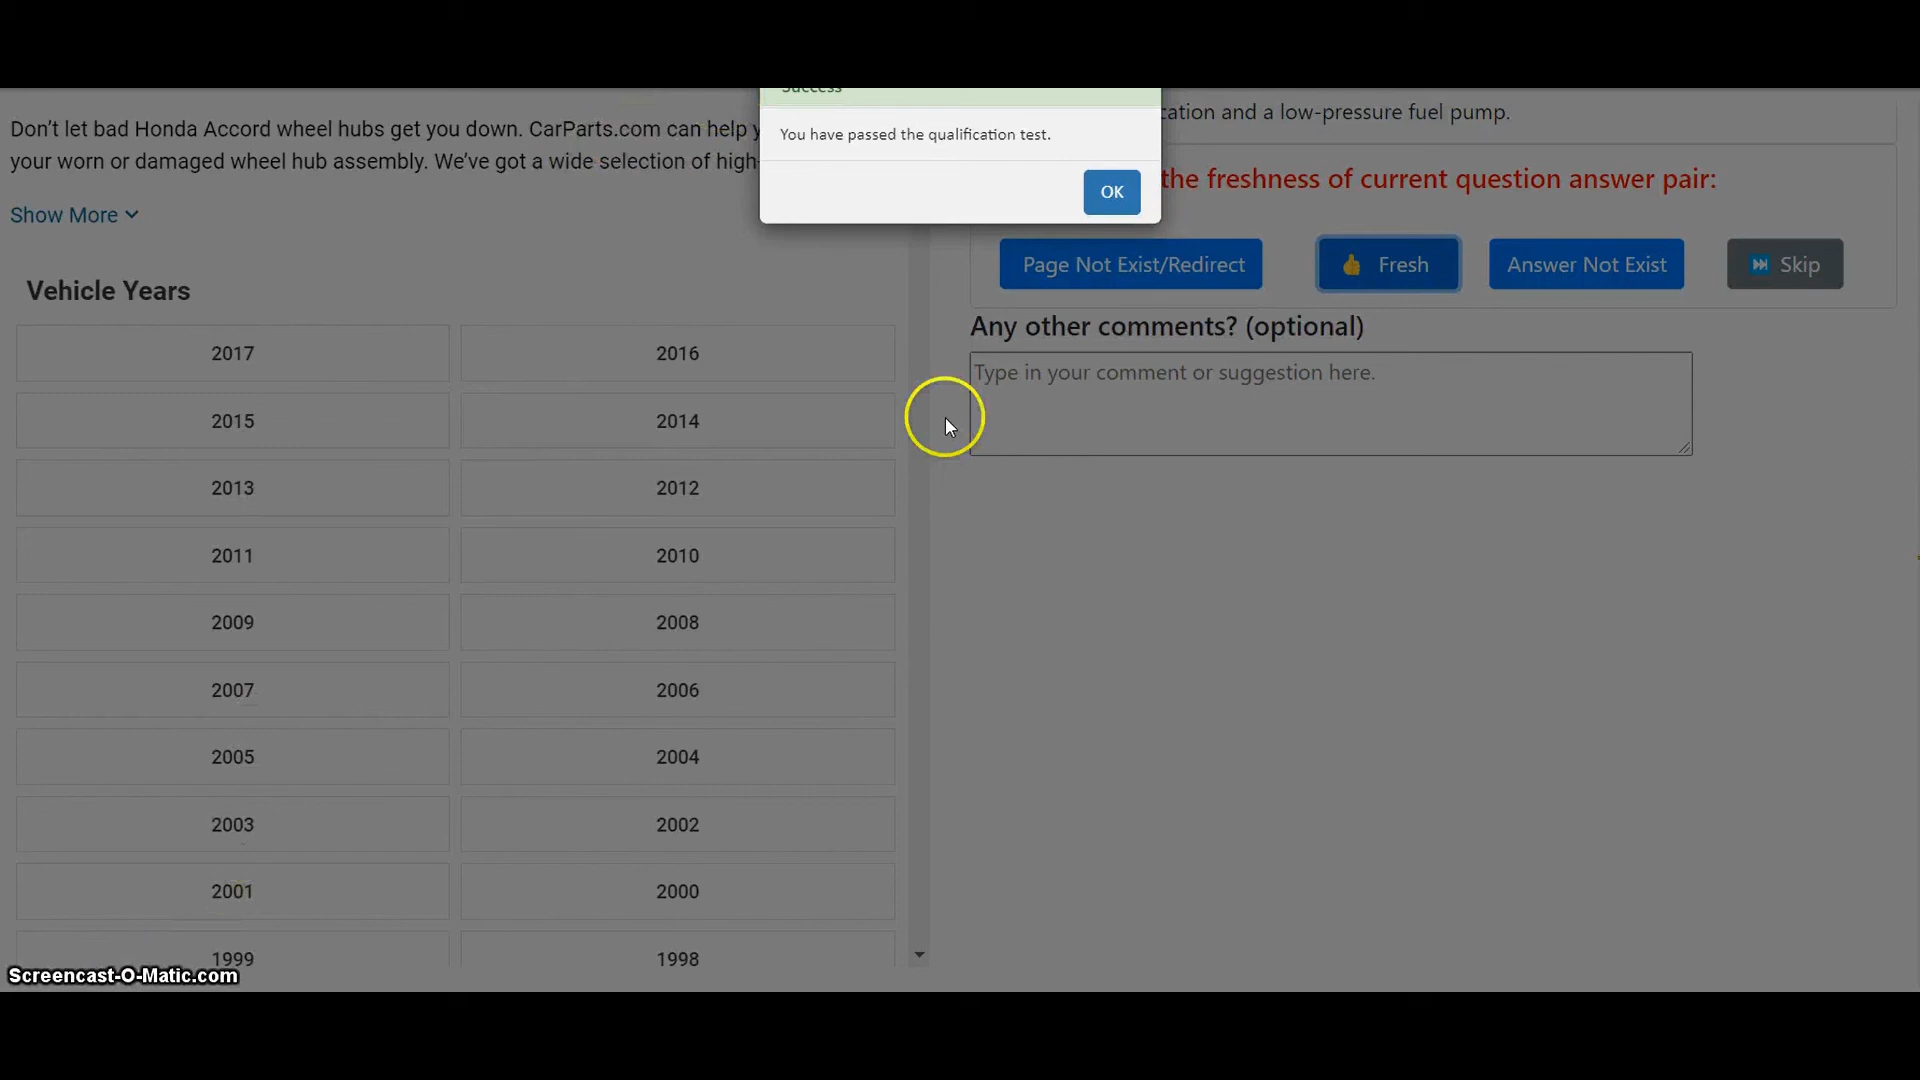 Success
You have passed the qualification test.
OK
Don’t let bad Honda Accord wheel hubs get you down. CarParts.com can help
your worn or damaged wheel hub assembly. We’ve got a wide selection of high-
Show More
Vehicle Years
2017
2016
2015
2014
2013
2012
2011
2010
2009
2008
2007
2006
2005
2004
2003
2002
2001
2000
1999
1998
and a low-pressure fuel pump.
the freshness of current question answer pair:
Page Not Exist/Redirect
Fresh
Answer Not Exist
Skip
Any other comments? (optional)
Type in your comment or suggestion here.
Screencast-O-Matic.com